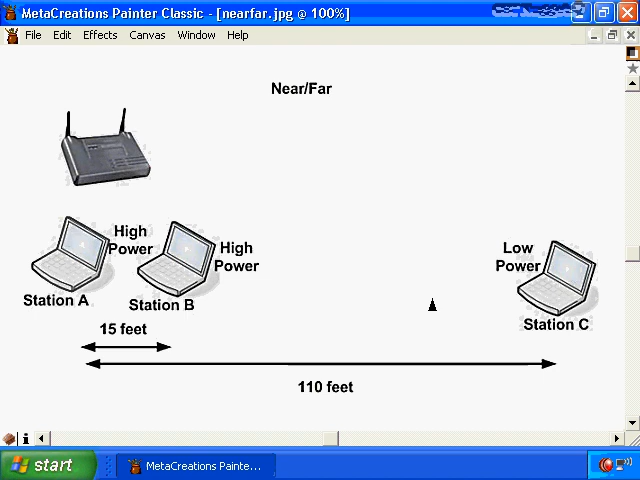 MetaCreations Painter Classic - [nearfar.jpg @ 100%]
File Edit Effects Canvas Window Help
Near/Far
High
Power
High
Power
Low
Power
Station A
Station B
Station C
15 feet
110 feet
start
MetaCreations Painte...